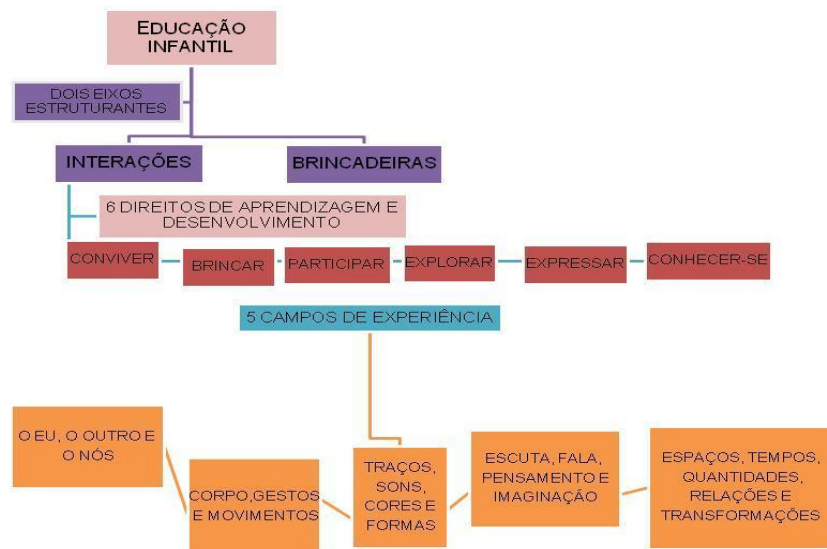 EDUCAÇÃO
INFANTIL
DOIS EIXOS
ESTRUTURANTES
INTERAÇÕES
BRINCADEIRAS
6 DIREITOS DE APRENDIZAGEM E
DESENVOLVIMENTO
CONVIVER
BRINCAR
PARTICIPAR
EXPLORAR
EXPRESSAR
CONHECER-SE
5 CAMPOS DE EXPERIÊNCIA
O EU, O OUTRO E
O NÓS
CORPO,GESTOS
E MOVIMENTOS
TRAÇOS,
SONS,
CORES E
FORMAS
ESCUTA, FALA,
PENSAMENTO E
IMAGINAÇÃO
ESPAÇOS, TEMPOS,
QUANTIDADES,
RELAÇÕES E
TRANSFORMAÇÕES